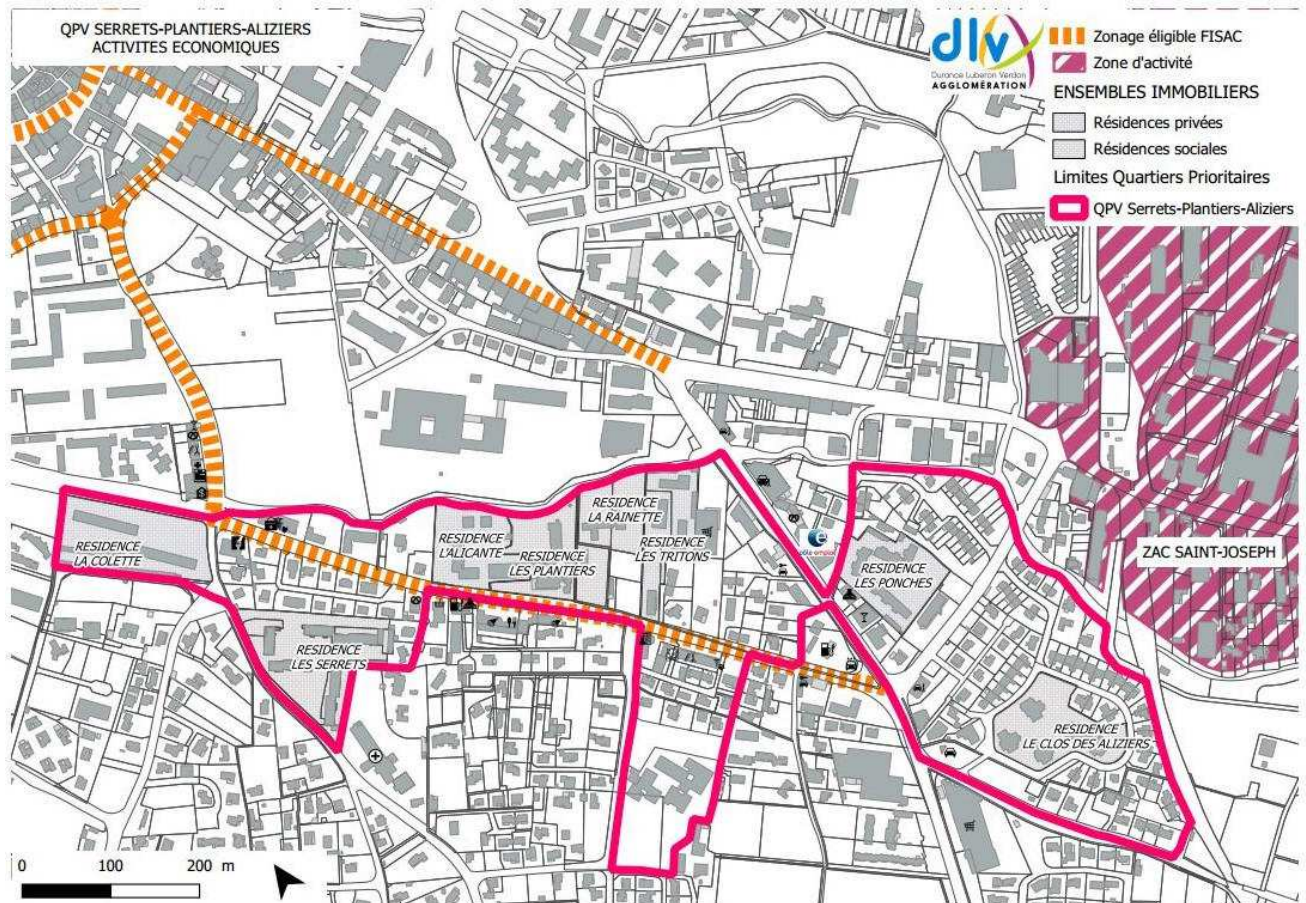 QPV SERRETS-PLANTIERS-ALIZIERS
ACTIVITES ECONOMIQUES
dlv
Durance Luberon Verdon
AGGLOMÉRATION
Zonage éligible FISAC
Zone d'activité
ENSEMBLES IMMOBILIERS
Résidences privées
Résidences sociales
Limites Quartiers Prioritaires
QPV Serrets-Plantiers-Aliziers
RESIDENCE
LA RAINETTE
RESIDENCE
L'ALICANTE
RESIDENCE
LES PLANTIERS
RESIDENCE
LES TRITONS
pôle emploi
RESIDENCE
LA COLETTE
RESIDENCE
LES PONCHES
ZAC SAINT-JOSEPH
RESIDENCE
LES SERRETS
RESIDENCE
LE CLOS DES ALIZIERS
0 100 200 m